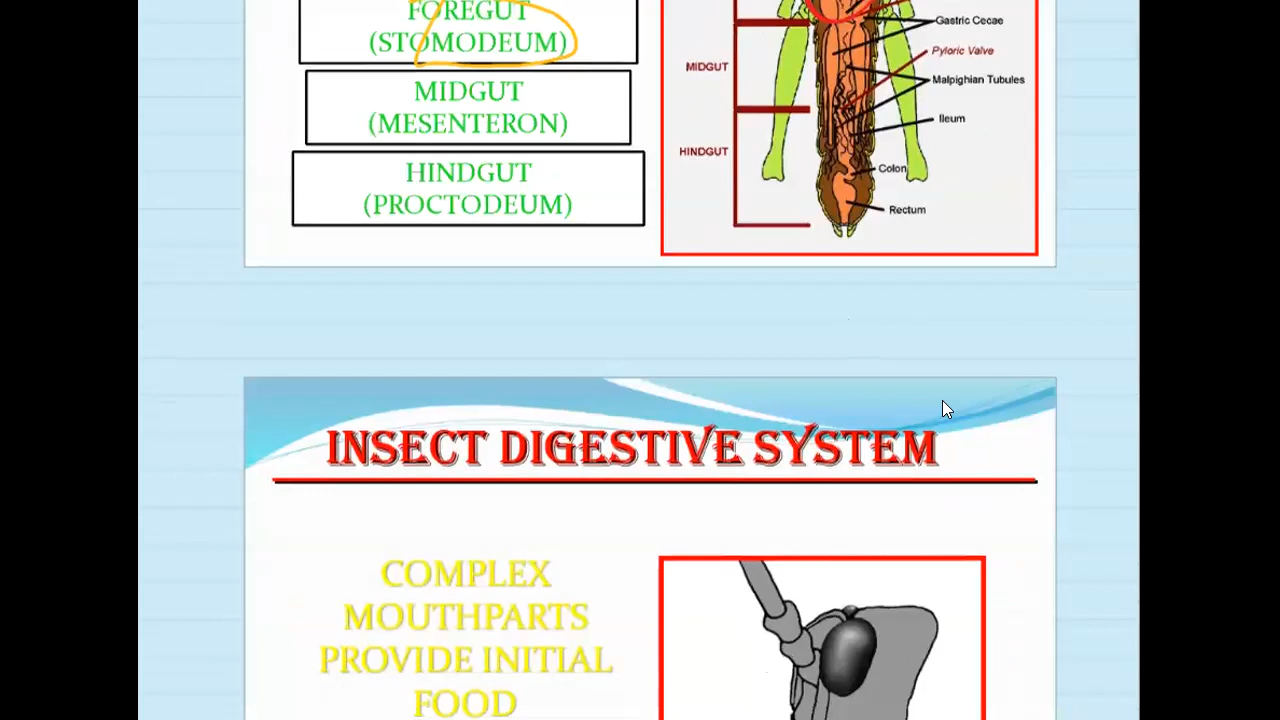 FOREGUT
(STOMODEUM)
MIDGUT
(MESENTERON)
HINDGUT
(PROCTODEUM)
Gastric Cecae
Pyloric Valve
MIDGUT
Malpighian Tubules
Ileum
HINDGUT
Colon
Rectum
INSECT DIGESTIVE SYSTEM
COMPLEX
MOUTHPARTS
PROVIDE INITIAL
FOOD